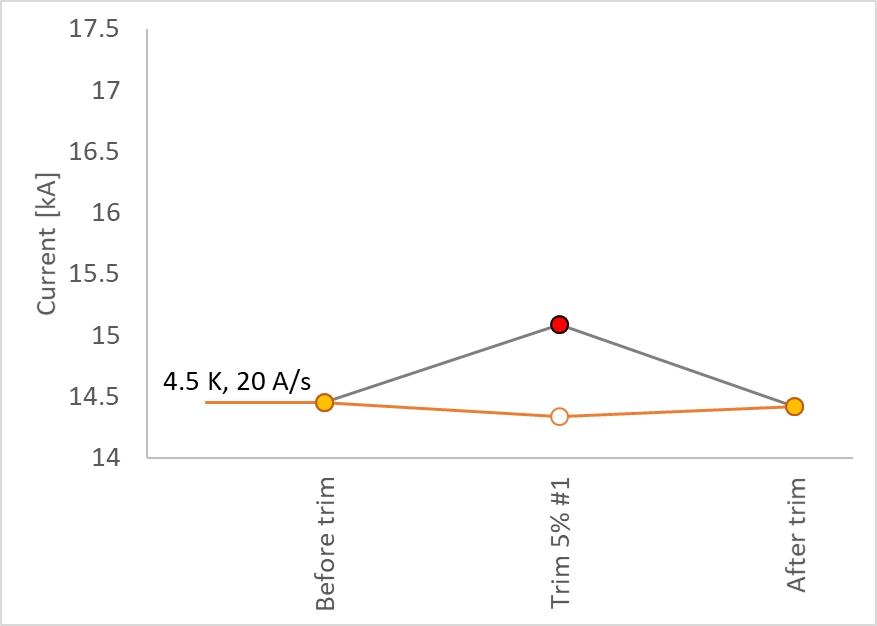 17.5
17
16.5
16
15.5
15
14.5
14
Current [kA]
4.5 K, 20 A/s
Before trim
Trim 5% #1
After trim